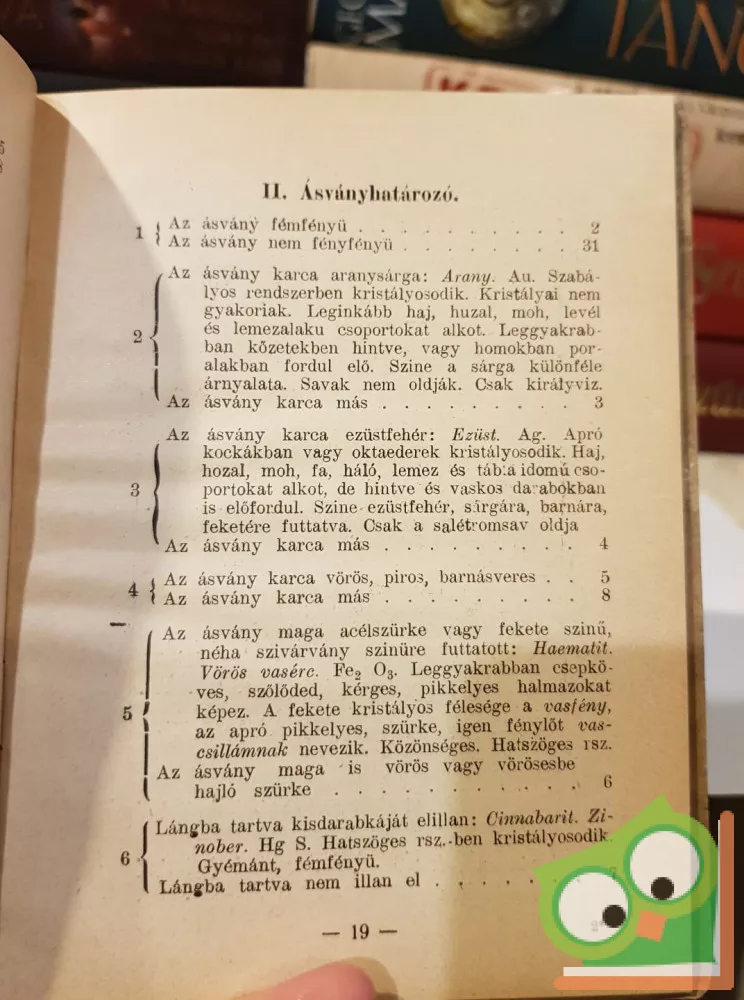 TAN
II. Ásványhatározó.
1 Az ásvány fémfényü . . . . . . . . . . 2
Az ásvány nem fényfényü . . . . . . . . 31
Az ásvány karca aranysárga: Arany. Au. Szabá-
lyos rendszerben kristályosodik. Kristályai nem
gyakoriak. Leginkább haj, huzal, moh, levél
és lemezalaku csoportokat alkot. Leggyakrab-
2 ban kőzetekben hintve, vagy homokban por-
alakban fordul elő. Szine a sárga különféle
árnyalata. Savak nem oldják. Csak királyviz.
Az ásvány karca más . . . . . . . . . 3
Az ásvány karca ezüstfehér: Ezüst. Ag. Apró
kockákban vagy oktaederek kristályosodik. Haj,
hozal, moh, fa, háló, lemez és tábla idomú cso-
3 portokat alkot, de hintve és vaskos darabokban
is előfordul. Szine ezüstfehér, sárgára, barnára,
feketére futtatva. Csak a salétromsav oldja
Az ásvány karca más . . . . . . . . . 4
4 Az ásvány karca vörös, piros, barnásveres . . 5
Az ásvány karca más . . . . . . . . . 8
Az ásvány maga acélszürke vagy fekete szinű,
néha szivárvány szinüre futtatott: Haematit.
Vörös vasérc. Fe2 O3. Leggyakrabban csepkö-
ves, szőlőded, kérges, pikkelyes halmazokat
5 képez. A fekete kristályos félesége a vasfény,
az apró pikkelyes, szürke, igen fénylőt vas-
csillámnak nevezik. Közönséges. Hatszöges rsz.
Az ásvány maga is vörös vagy vörösesbe
hajló szürke . . . . . . . . . . . 6
Lángba tartva kisdarabkáját elillan: Cinnabarit. Zi-
nober. Hg S. Hatszöges rsz.-ben kristályosodik.
6 Gyémánt, fémfényü.
Lángba tartva nem illan el . . . . . . .
— 19 —